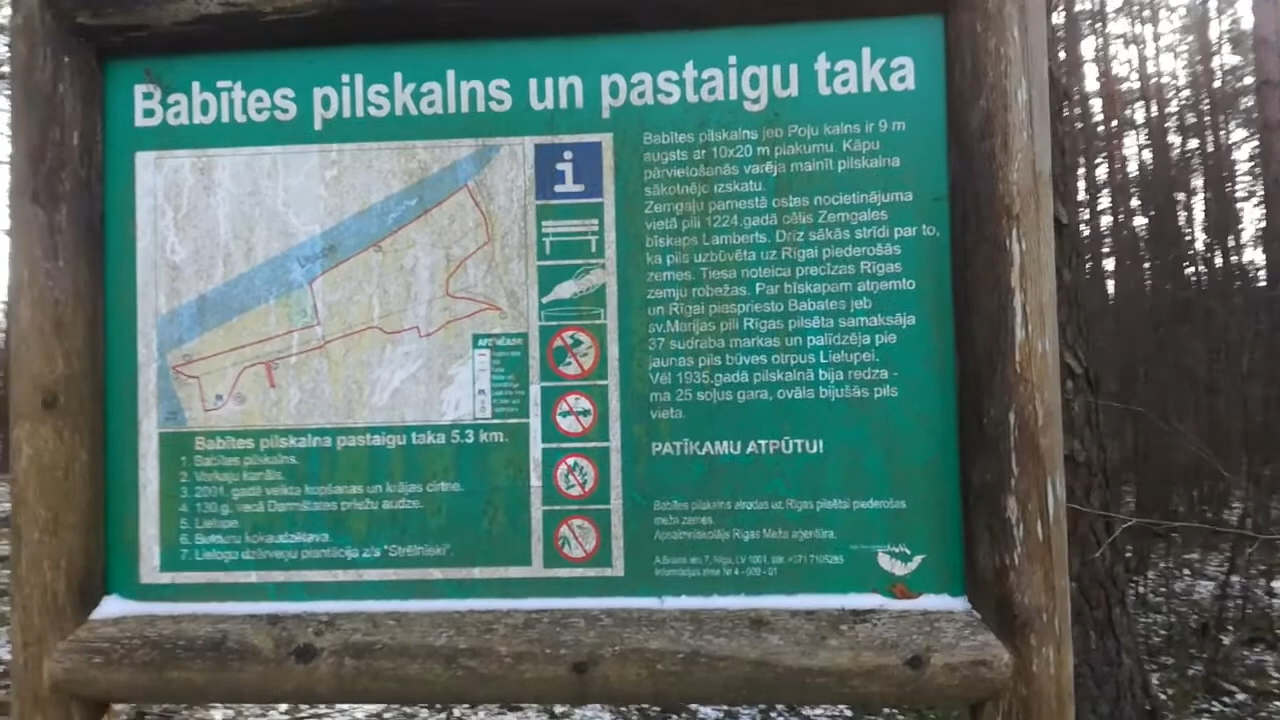 Babītes pilskalns un pastaigu taka
Babītes pilskalns jeb Poļu kalns ir 9 m
augsts ar 10x20 m plakumu. Kāpu
pārvietošanās varēja mainīt pilskalna
sākotnējo izskatu.
Zemgaļu pamestā ostas nocietinājuma
vietā pili 1224.gadā cēlis Zemgales
bīskaps Lamberts. Drīz sākās strīdi par to,
ka pils uzbūvēta uz Rīgai piederošās
zemes. Tiesa noteica precīzas Rīgas
zemju robežas. Par bīskapam atņemto
un Rīgai piespriesto Babates jeb
sv.Marijas pili Rīgas pilsēta samaksāja
37 sudraba markas un palīdzēja pie
jaunas pils būves otrpus Lielupei.
Vēl 1935.gadā pilskalnā bija redza -
ma 25 soļus gara, ovāla bijušās pils
vieta.
PATĪKAMU ATPŪTU!
Babītes pilskalna pastaigu taka 5.3 km.
1. Babītes pilskalns.
2. Varkaļu kanāls.
3. 2001. gadā veikta kopšanas un krājas cirtne.
4. 130 g. vecā Darmštates priežu audze.
5. Lielupe.
6. kokaudzētava.
7. Lielogu dzērveņu plantācija z/s "Strēlnieki".
Babītes pilskalns atrodas uz Rīgas pilsētai piederošas
meža zemes.
Apsaimniekotājs Rīgas Meža aģentūra.